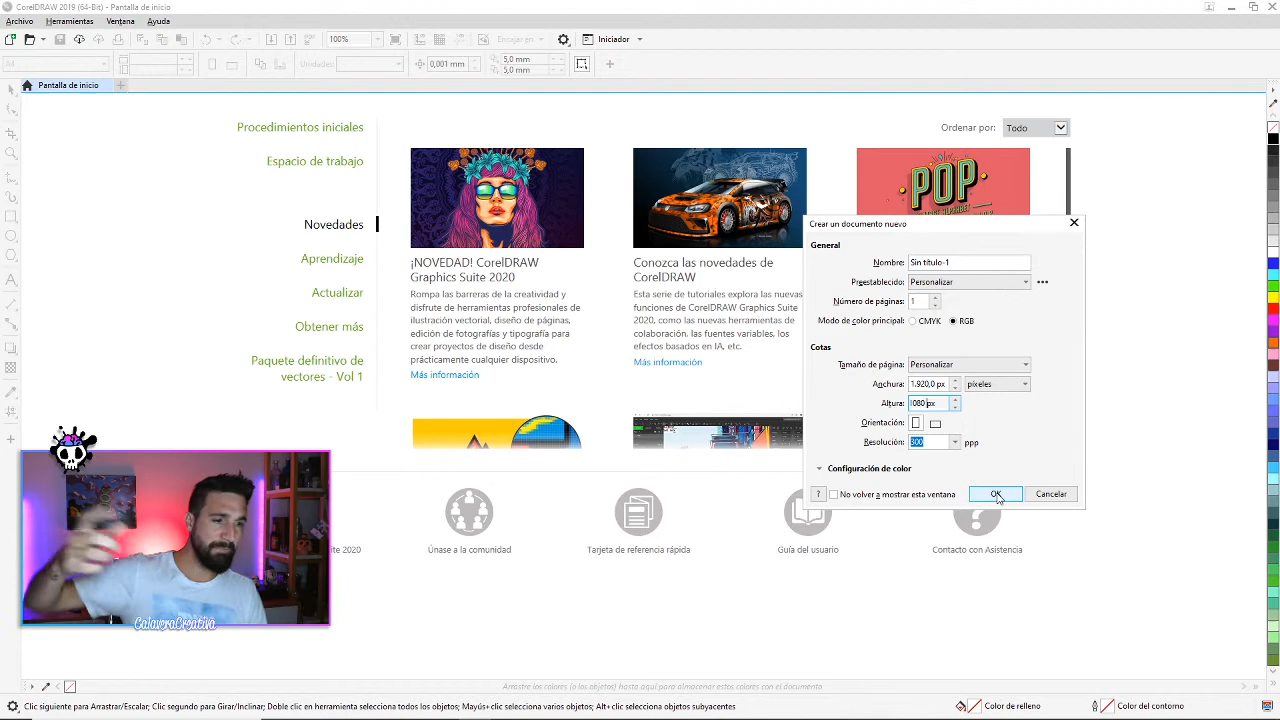 CorelDRAW 2019 (64-Bit) - Pantalla de inicio
Archivo Herramientas Ventana Ayuda
100% Encajar en Iniciador
A4 Unidades 0,001 mm 5,0 mm
5,0 mm
Pantalla de inicio
Procedimientos iniciales
Espacio de trabajo
Novedades
Aprendizaje
Actualizar
Obtener más
Paquete definitivo de
vectores - Vol 1
Ordenar por: Todo
POP
¡NOVEDAD! CorelDRAW
Graphics Suite 2020
Rompa las barreras de la creatividad y
disfrute de herramientas profesionales de
ilustración vectorial, diseño de páginas,
edición de fotografías y tipografía para
crear proyectos de diseño desde
prácticamente cualquier dispositivo.
Más información
Conozca las novedades de
CorelDRAW
Esta serie de tutoriales explora las nuevas
funciones de CorelDRAW Graphics Suite
2020, como las nuevas herramientas de
colaboración, las fuentes variables, los
efectos basados en IA, etc.
Más información
Crear un documento nuevo
General
Nombre: Sin título-1
Prestablecido: Personalizar
Número de páginas: 1
Modo de color principal: CMYK RGB
Cotas
Tamaño de página: Personalizar
Anchura: 1.920,0 px píxeles
Altura: 1080 px
Orientación:
Resolución: 300 ppp
Configuración de color
? No volver a mostrar esta ventana OK Cancelar
CalaveraCreativa
ite 2020
Únase a la comunidad
Tarjeta de referencia rápida
Guía del usuario
Contacto con Asistencia
Arrastre los colores (o los objetos) hasta aquí para almacenar estos colores con el documento
Clic siguiente para Arrastrar/Escalar; Clic segundo para Girar/Inclinar; Doble clic en herramienta selecciona todos los objetos; Mayús+clic selecciona varios objetos; Alt+clic selecciona objetos subyacentes
Color de relleno Color del contorno